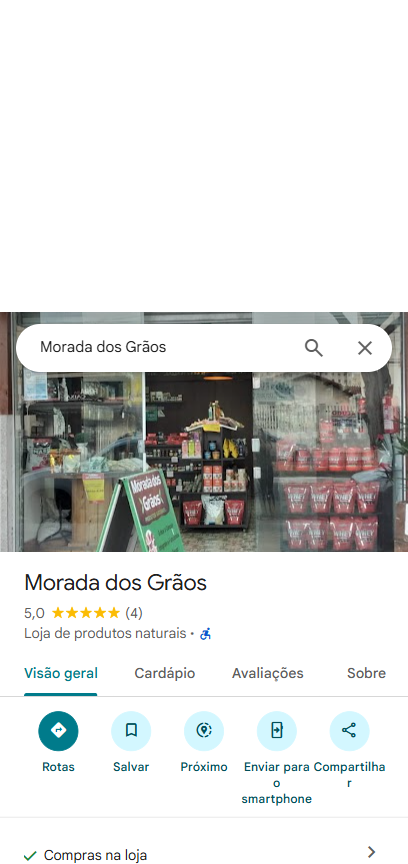 Morada dos Grãos
Morada dos
Grãos
Morada dos Grãos
5,0 (4)
Loja de produtos naturais ·
Visão geral
Cardápio
Avaliações
Sobre
Rotas
Salvar
Próximo
Enviar para
o
smartphone
Compartilha
r
Compras na loja